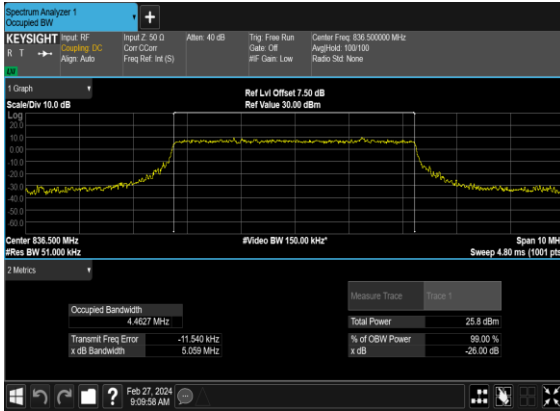 Spectrum Analyzer 1
Occupied BW
KEYSIGHT
R T
Input: RF
Coupling: DC
Align: Auto
Input Z: 50 Ω
Corr CCorr
Freq Ref: Int (S)
Atten: 40 dB
Trig: Free Run
Gate: Off
#IF Gain: Low
Center Freq: 836.500000 MHz
Avg|Hold: 100/100
Radio Std: None
1 Graph
Scale/Div 10.0 dB
Ref Lvl Offset 7.50 dB
Ref Value 30.00 dBm
Log
20.0
10.0
0.00
-10.0
-20.0
-30.0
-40.0
-50.0
-60.0
Center 836.500 MHz
#Res BW 51.000 kHz
#Video BW 150.00 kHz*
Span 10 MH
Sweep 4.80 ms (1001 pts
2 Metrics
Measure Trace
Trace 1
Occupied Bandwidth
4.4627 MHz
Total Power
25.8 dBm
Transmit Freq Error
-11.540 kHz
% of OBW Power
99.00 %
x dB Bandwidth
5.059 MHz
x dB
-26.00 dB
Feb 27, 2024
9:09:58 AM